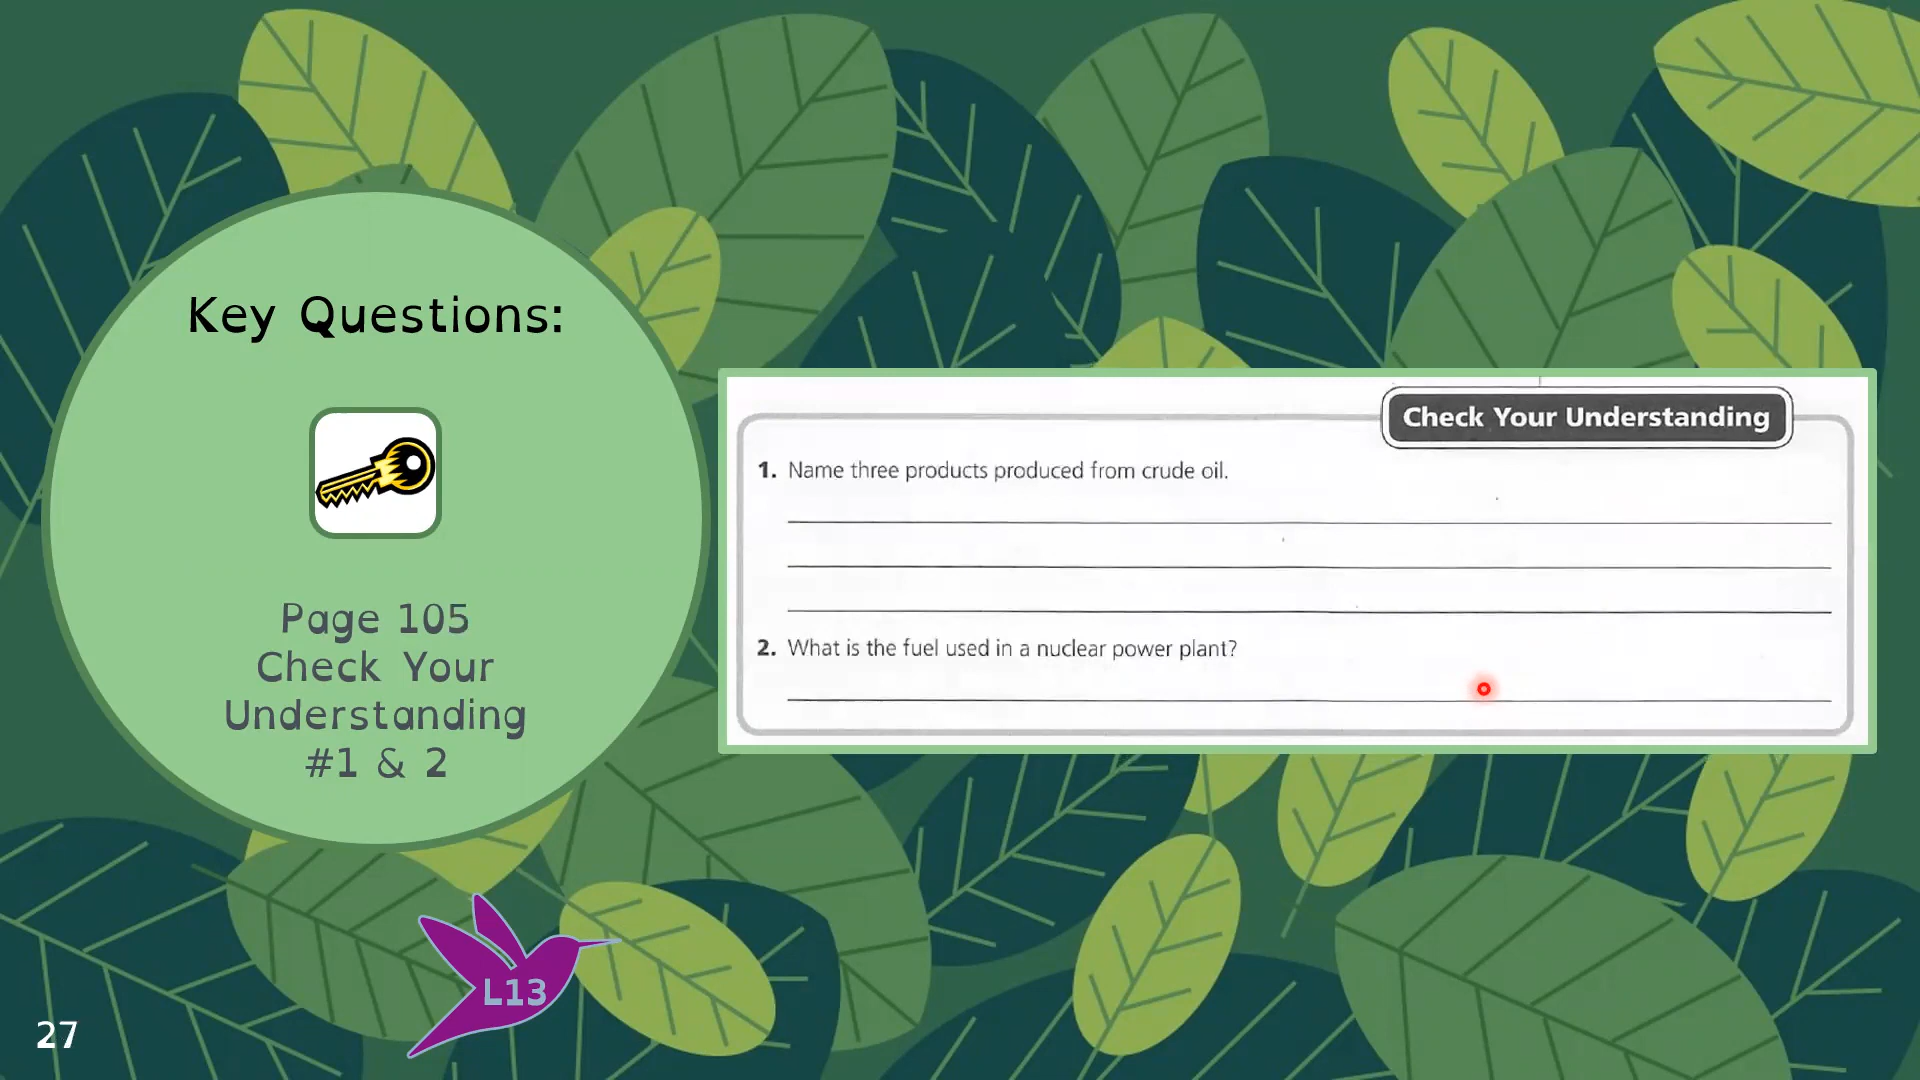 Key Questions:
Page 105
Check Your
Understanding
#1 & 2
Check Your Understanding
1. Name three products produced from crude oil.
2. What is the fuel used in a nuclear power plant?
L13
27